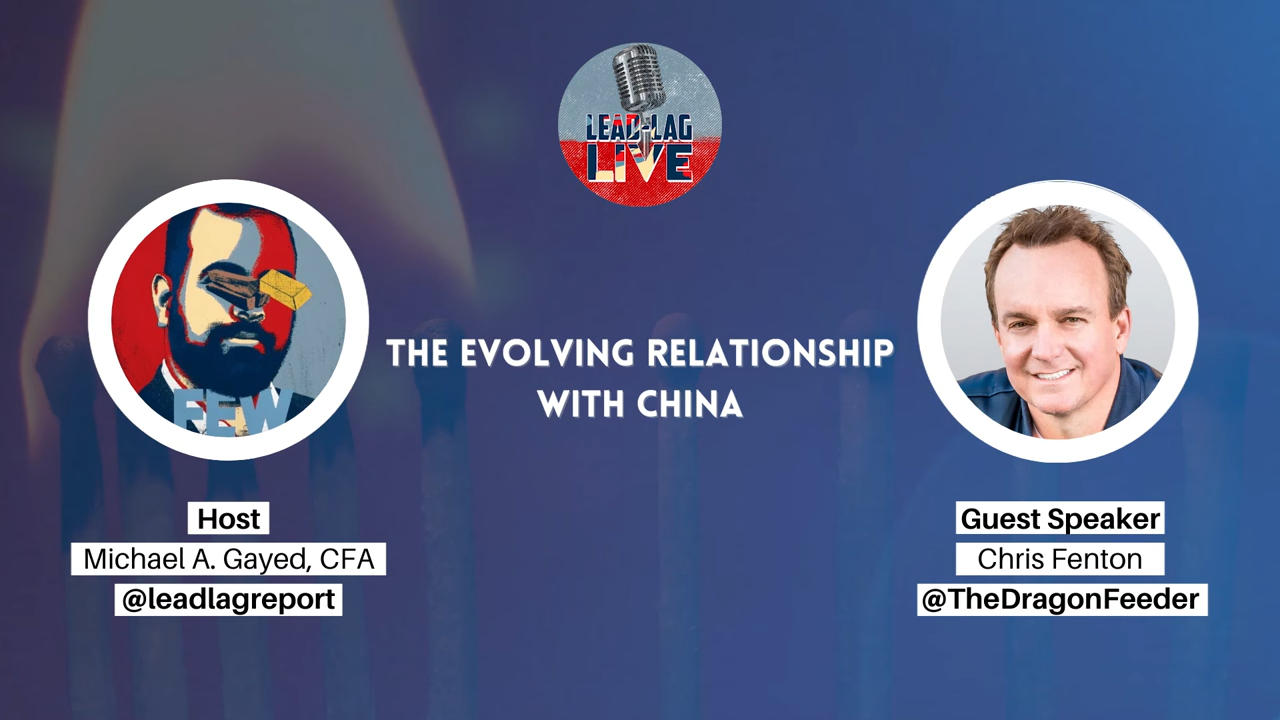 LEAD-LAG
LIVE
FEW
THE EVOLVING RELATIONSHIP
WITH CHINA
Host
Michael A. Gayed, CFA
@leadlagreport
Guest Speaker
Chris Fenton
@TheDragonFeeder